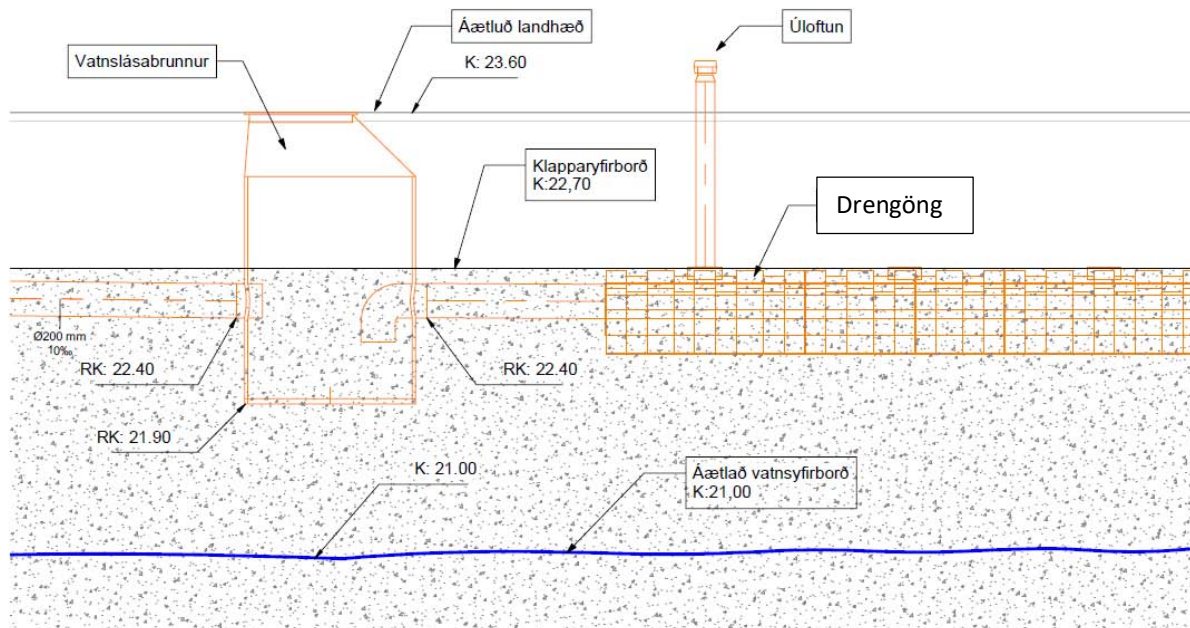 Áætluð landhæð
Úloftun
Vatnslásabrunnur
K: 23.60
Klapparyfirborð
K:22,70
Drengöng
Ø200 mm
10‰
RK: 22.40
RK: 22.40
RK: 21.90
K: 21.00
Áætlað vatnsyfirborð
K:21,00